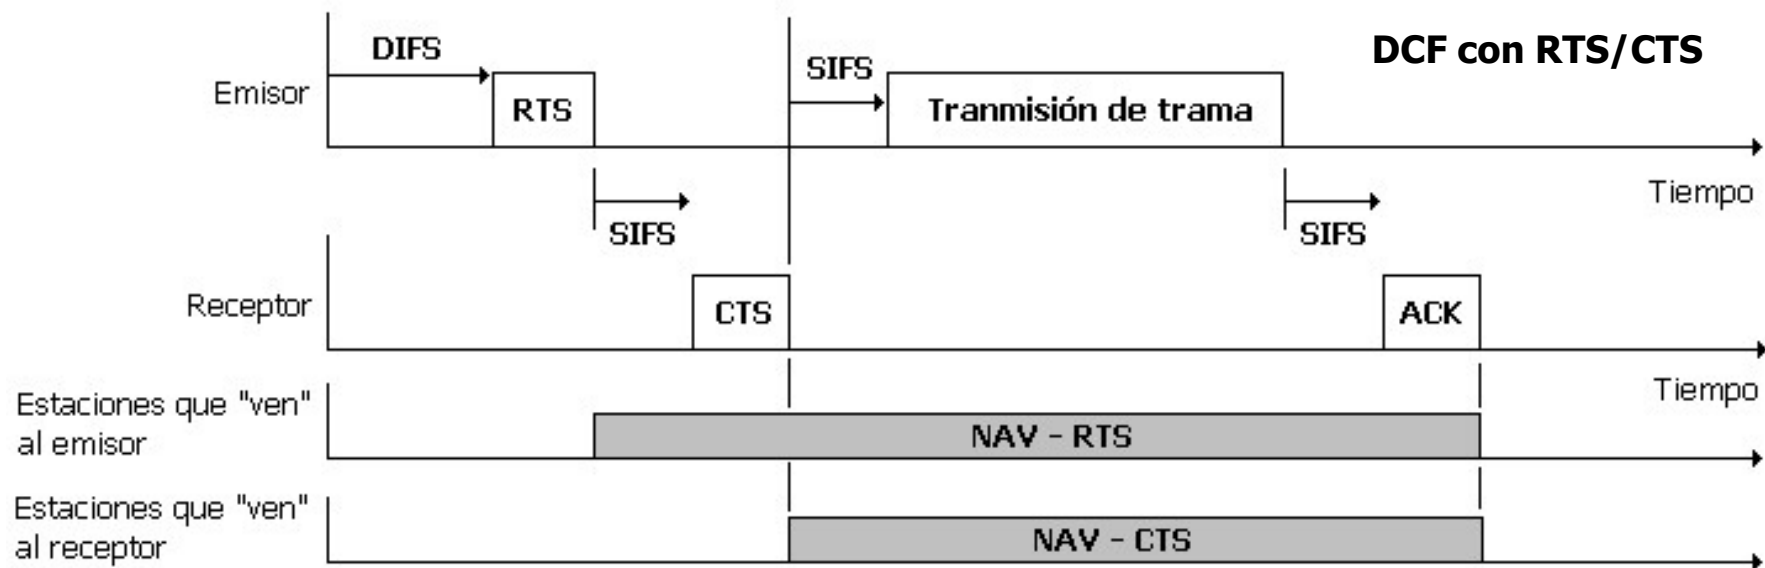 DCF con RTS/CTS
DIFS
SIFS
Emisor
RTS
Tranmisión de trama
Tiempo
SIFS
SIFS
Receptor
CTS
ACK
Tiempo
Estaciones que "ven"
al emisor
NAV - RTS
Estaciones que "ven"
al receptor
NAV - CTS